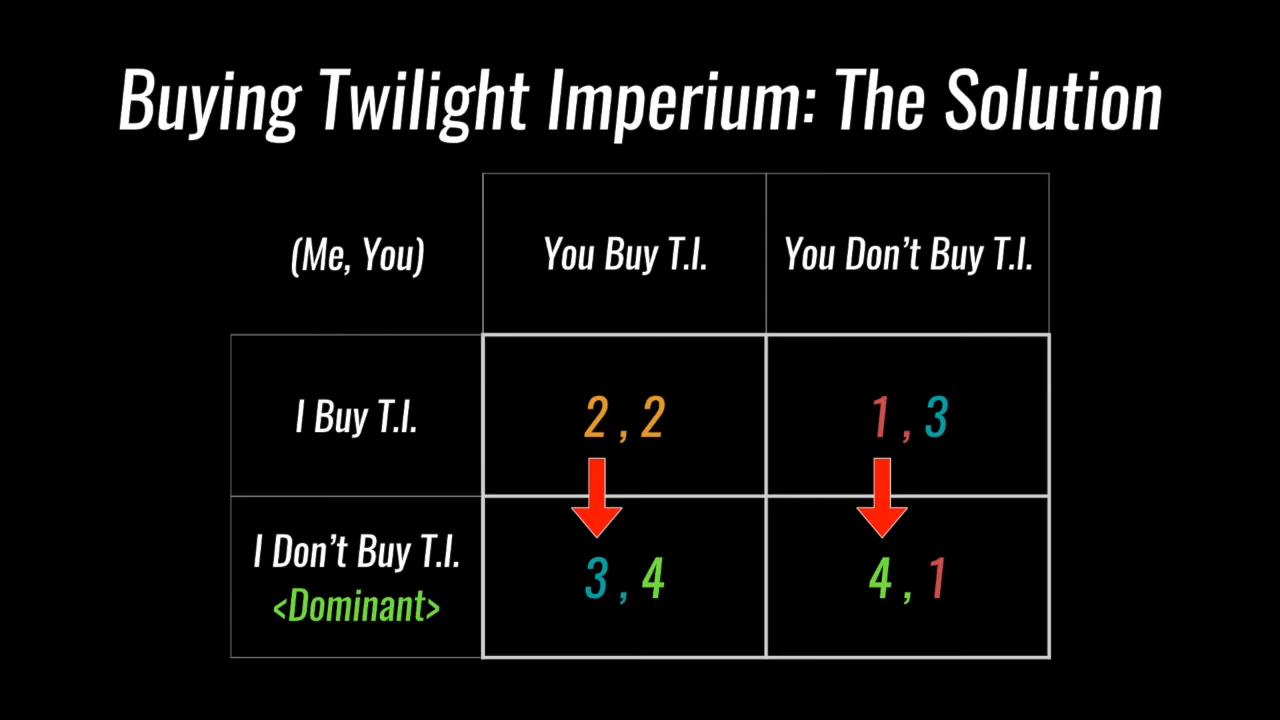 Buying Twilight Imperium: The Solution
(Me, You)
You Buy T.I.
You Don’t Buy T.I.
I Buy T.I.
2 , 2
1 , 3
I Don’t Buy T.I.
<Dominant>
3 , 4
4 , 1